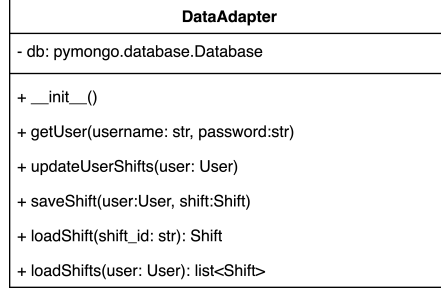 DataAdapter
- db: pymongo.database.Database
+ __init__()
+ getUser(username: str, password:str)
+ updateUserShifts(user: User)
+ saveShift(user:User, shift:Shift)
+ loadShift(shift_id: str): Shift
+ loadShifts(user: User): list<Shift>